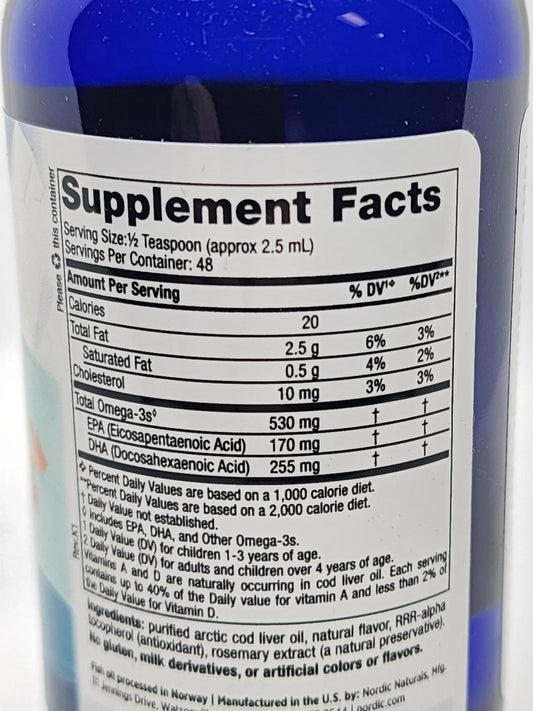 Please ♻ this container
Supplement Facts
Serving Size:½ Teaspoon (approx 2.5 mL)
Servings Per Container: 48
Amount Per Serving % DV¹❖ %DV²**
Calories 20
Total Fat 2.5 g 6% 3%
Saturated Fat 0.5 g 4% 2%
Cholesterol 10 mg 3% 3%
Total Omega-3s◊ 530 mg † †
EPA (Eicosapentaenoic Acid) 170 mg † †
DHA (Docosahexaenoic Acid) 255 mg † †
❖ Percent Daily Values are based on a 1,000 calorie diet.
**Percent Daily Values are based on a 2,000 calorie diet.
† Daily Value not established.
◊ Includes EPA, DHA, and Other Omega-3s.
1 Daily Value (DV) for children 1-3 years of age.
2 Daily Value (DV) for adults and children over 4 years of age.
Vitamins A and D are naturally occurring in cod liver oil. Each serving
contains up to 40% of the Daily value for vitamin A and less than 2% of
the Daily Value for Vitamin D.
Ingredients: purified arctic cod liver oil, natural flavor, RRR-alpha
tocopherol (antioxidant), rosemary extract (a natural preservative).
No gluten, milk derivatives, or artificial colors or flavors.
Fish oil processed in Norway | Manufactured in the U.S. by: Nordic Naturals, Mfg.
111 Jennings Drive, | nordic.com